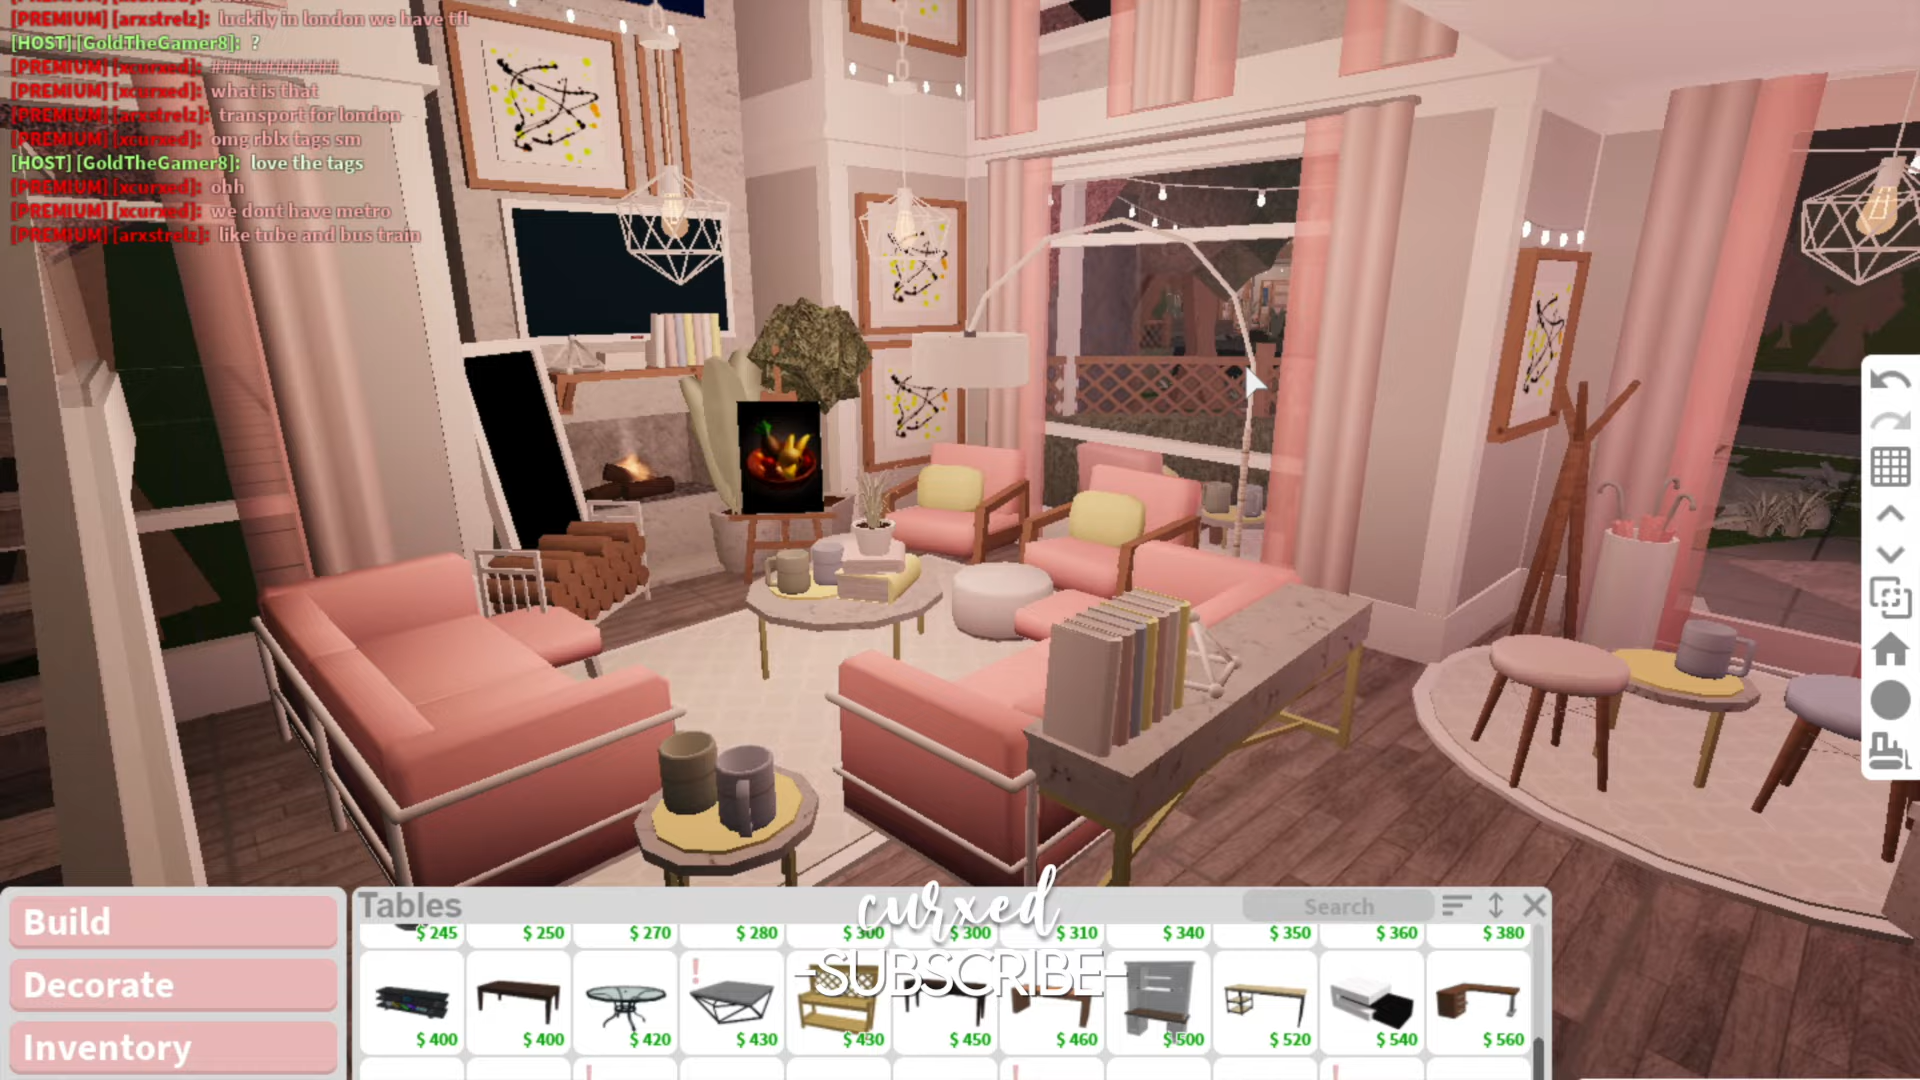 [PREMIUM] [arxstrelz]: luckily in london we have tfl
[HOST] [GoldTheGamer8]: ?
[PREMIUM] [xcurxed]: ############
[PREMIUM] [xcurxed]: what is that
[PREMIUM] [arxstrelz]: transport for london
[PREMIUM] [xcurxed]: omg rblx tags sm
[HOST] [GoldTheGamer8]: love the tags
[PREMIUM] [xcurxed]: ohh
[PREMIUM] [xcurxed]: we dont have metro
[PREMIUM] [arxstrelz]: like tube and bus train
Build
Decorate
Inventory
Tables
Search
$ 245 $ 250 $ 270 $ 280 $ 300 $ 300 $ 310 $ 340 $ 350 $ 360 $ 380
curxed
-SUBSCRIBE-
$ 400 $ 400 $ 420 $ 430 $ 430 $ 450 $ 460 $ 500 $ 520 $ 540 $ 560